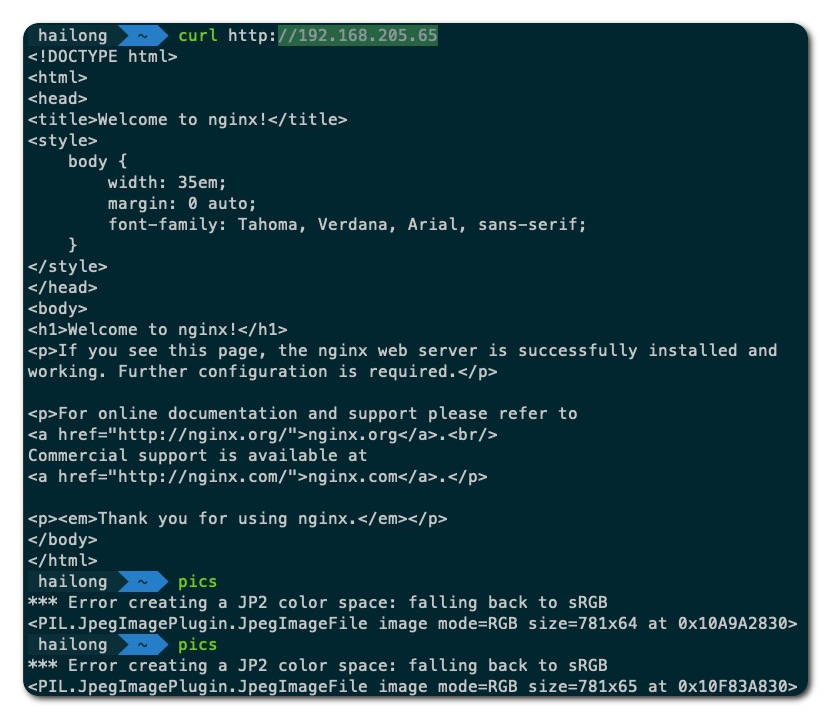 hailong ~ curl http://192.168.205.65
<!DOCTYPE html>
<html>
<head>
<title>Welcome to nginx!</title>
<style>
    body {
        width: 35em;
        margin: 0 auto;
        font-family: Tahoma, Verdana, Arial, sans-serif;
    }
</style>
</head>
<body>
<h1>Welcome to nginx!</h1>
<p>If you see this page, the nginx web server is successfully installed and
working. Further configuration is required.</p>

<p>For online documentation and support please refer to
<a href="http://nginx.org/">nginx.org</a>.<br/>
Commercial support is available at
<a href="http://nginx.com/">nginx.com</a>.</p>

<p><em>Thank you for using nginx.</em></p>
</body>
</html>
hailong ~ pics
*** Error creating a JP2 color space: falling back to sRGB
<PIL.JpegImagePlugin.JpegImageFile image mode=RGB size=781x64 at 0x10A9A2830>
hailong ~ pics
*** Error creating a JP2 color space: falling back to sRGB
<PIL.JpegImagePlugin.JpegImageFile image mode=RGB size=781x65 at 0x10F83A830>